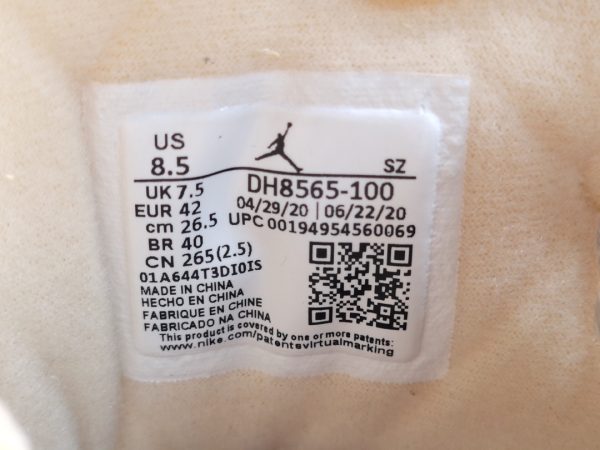 US
8.5
SZ
UK 7.5
DH8565-100
EUR 42
04/29/20 | 06/22/20
cm 26.5
UPC 00194954560069
BR 40
CN 265(2.5)
01A644T3DI0IS
MADE IN CHINA
HECHO EN CHINA
FABRIQUE EN CHINE
FABRICADO NA CHINA
This product is covered by one or more patents:
www.nike.com/patentsvirtualmarking